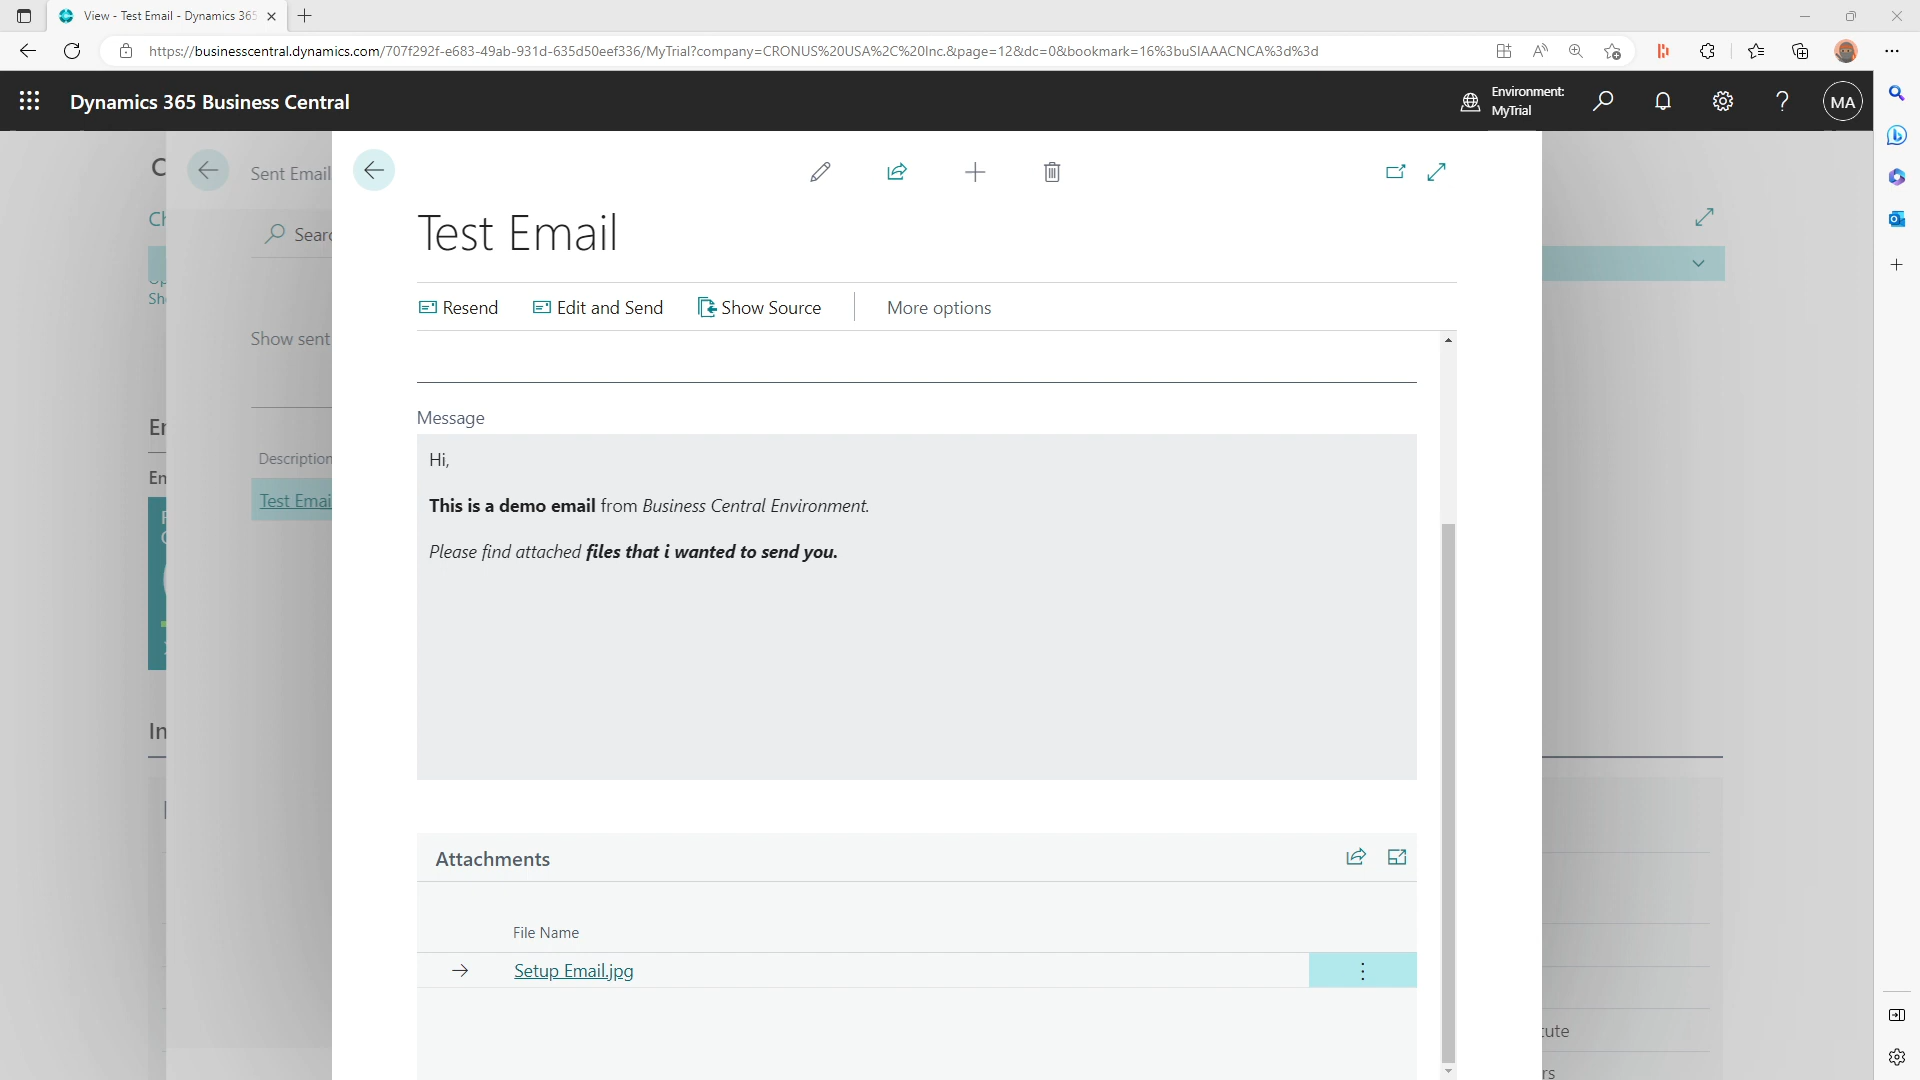 View - Test Email - Dynamics 365
https://businesscentral.dynamics.com/707f292f-e683-49ab-931d-635d50eef336/MyTrial?company=CRONUS%20USA%2C%20Inc.&page=12&dc=0&bookmark=16%3buSIAAACNCA%3d%3d
Dynamics 365 Business Central
Environment:
MyTrial
MA
Sent Email
Test Email
Sear
Resend
Edit and Send
Show Source
More options
Show sent
Message
Hi,
Description
This is a demo email from Business Central Environment.
Test Emai
Please find attached files that i wanted to send you.
Attachments
File Name
Setup Email.jpg
cute